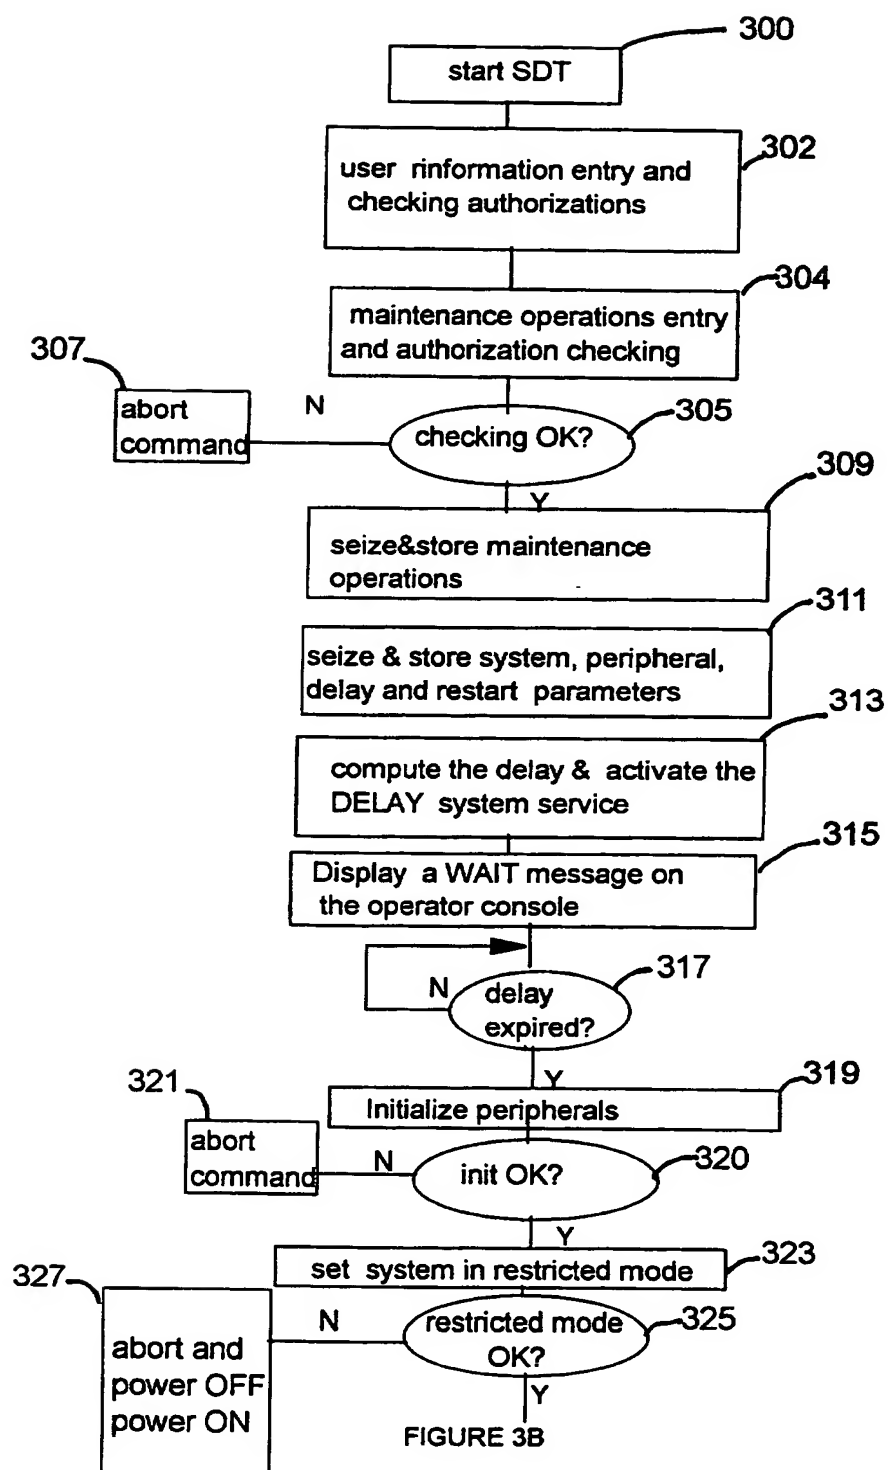 300
start SDT
302
user rinformation entry and
checking authorizations
304
maintenance operations entry
and authorization checking
307
abort
command
N
305
checking OK?
Y
309
seize&store maintenance
operations
311
seize & store system, peripheral,
delay and restart parameters
313
compute the delay & activate the
DELAY system service
315
Display a WAIT message on
the operator console
317
N
delay
expired?
Y
319
Initialize peripherals
321
abort
command
N
320
init OK?
Y
323
set system in restricted mode
327
N
325
restricted mode
OK?
abort and
power OFF
power ON
Y
FIGURE 3B